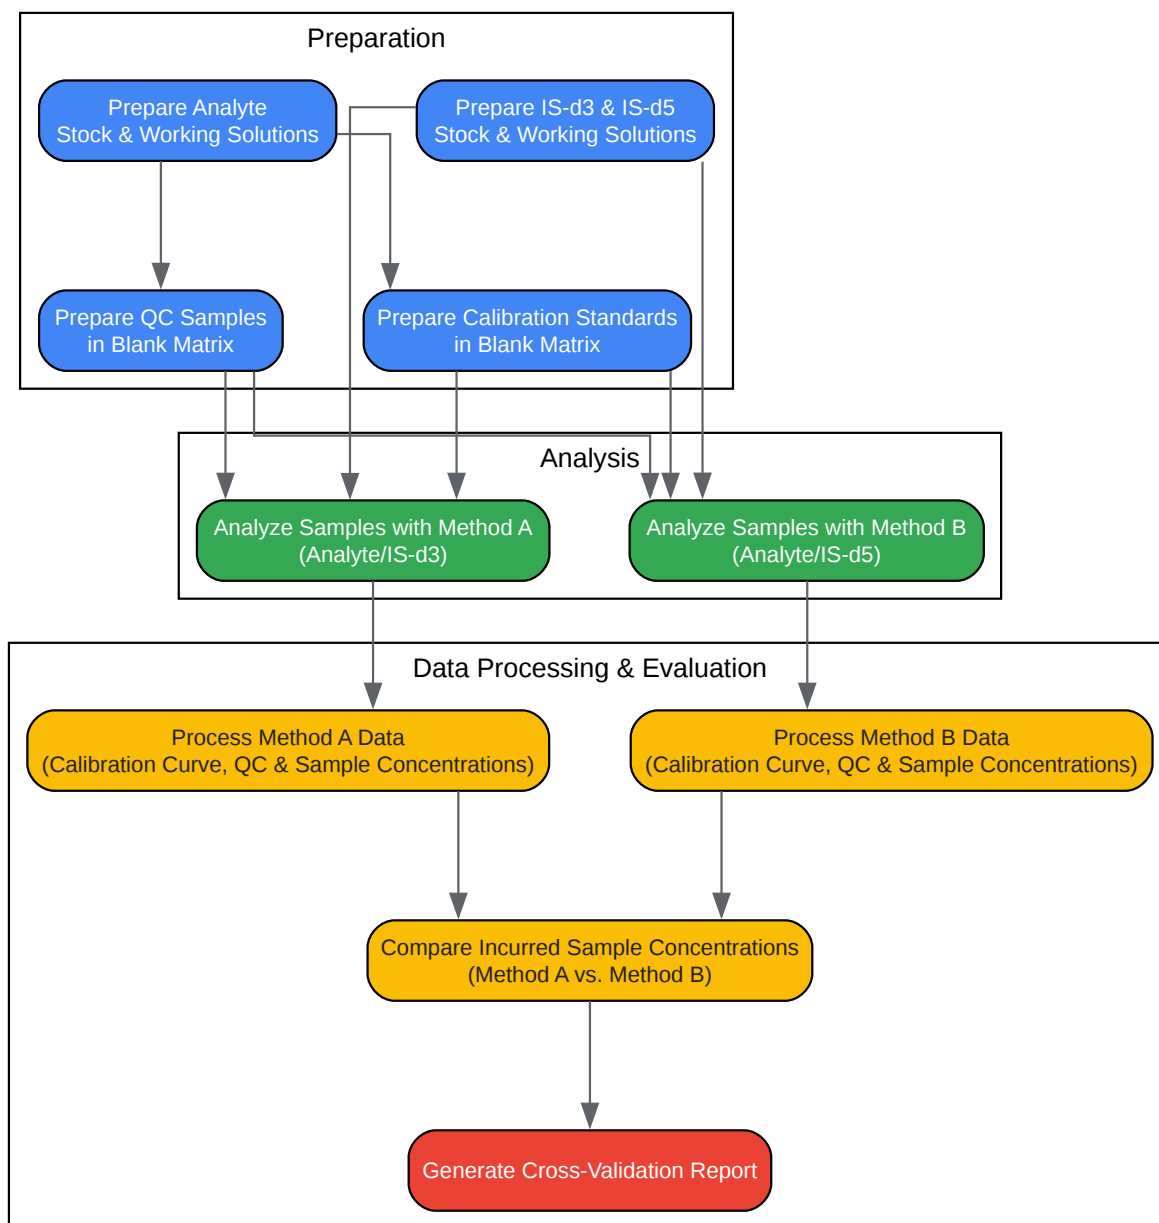 Preparation
Prepare Analyte
Stock & Working Solutions
Prepare IS-d3 & IS-d5
Stock & Working Solutions
Prepare QC Samples
in Blank Matrix
Prepare Calibration Standards
in Blank Matrix
Analysis
Analyze Samples with Method A
(Analyte/IS-d3)
Analyze Samples with Method B
(Analyte/IS-d5)
Data Processing & Evaluation
Process Method A Data
(Calibration Curve, QC & Sample Concentrations)
Process Method B Data
(Calibration Curve, QC & Sample Concentrations)
Compare Incurred Sample Concentrations
(Method A vs. Method B)
Generate Cross-Validation Report